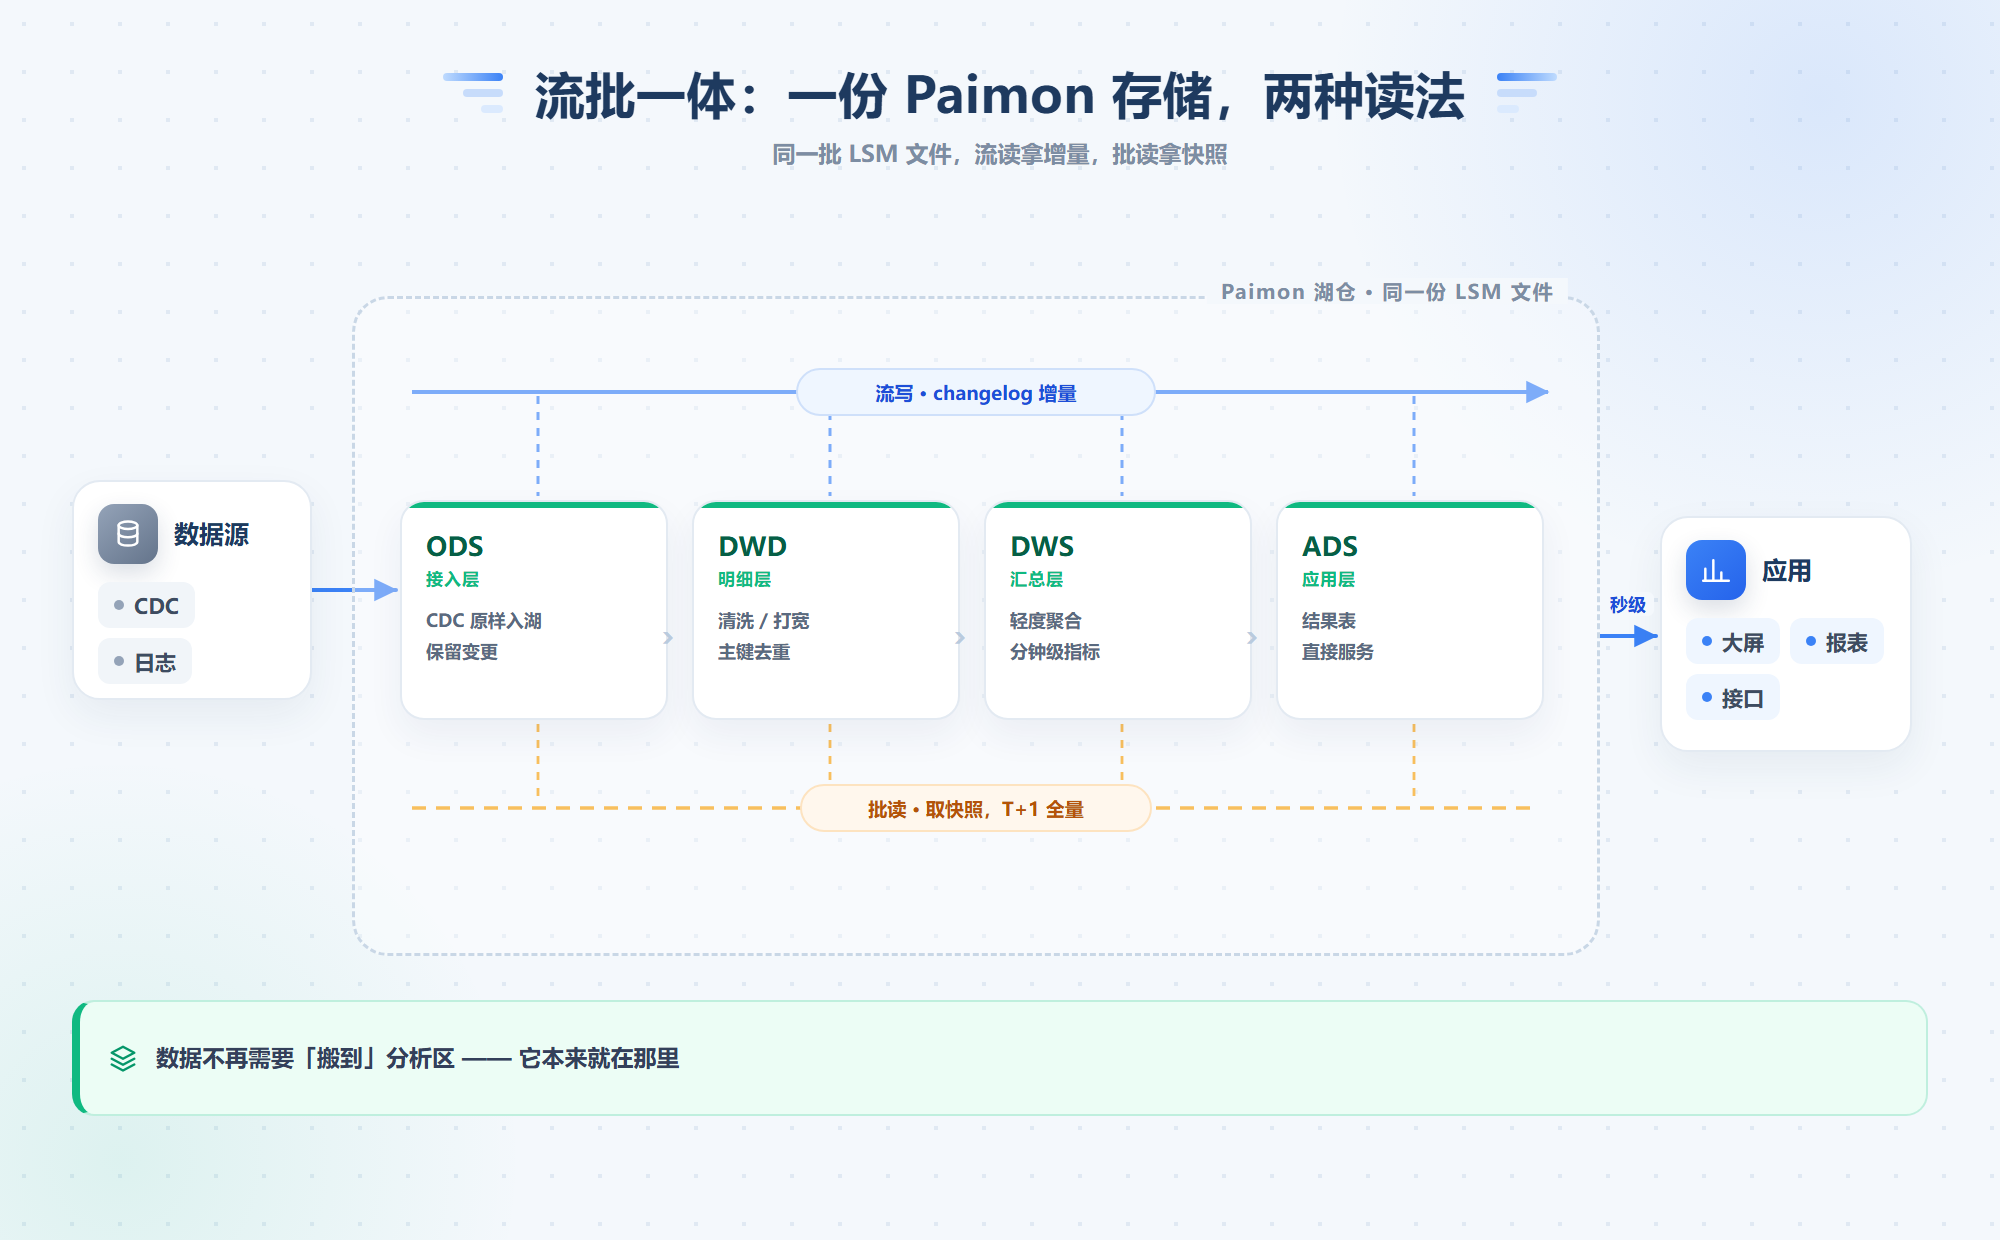 流批一体：一份 Paimon 存储，两种读法
同一批 LSM 文件，流读拿增量，批读拿快照
Paimon 湖仓 • 同一份 LSM 文件
流写 • changelog 增量
数据源
CDC
日志
ODS
接入层
CDC 原样入湖
保留变更
DWD
明细层
清洗 / 打宽
主键去重
DWS
汇总层
轻度聚合
分钟级指标
ADS
应用层
结果表
直接服务
秒级
应用
大屏
报表
接口
批读 • 取快照，T+1 全量
数据不再需要「搬到」分析区 —— 它本来就在那里